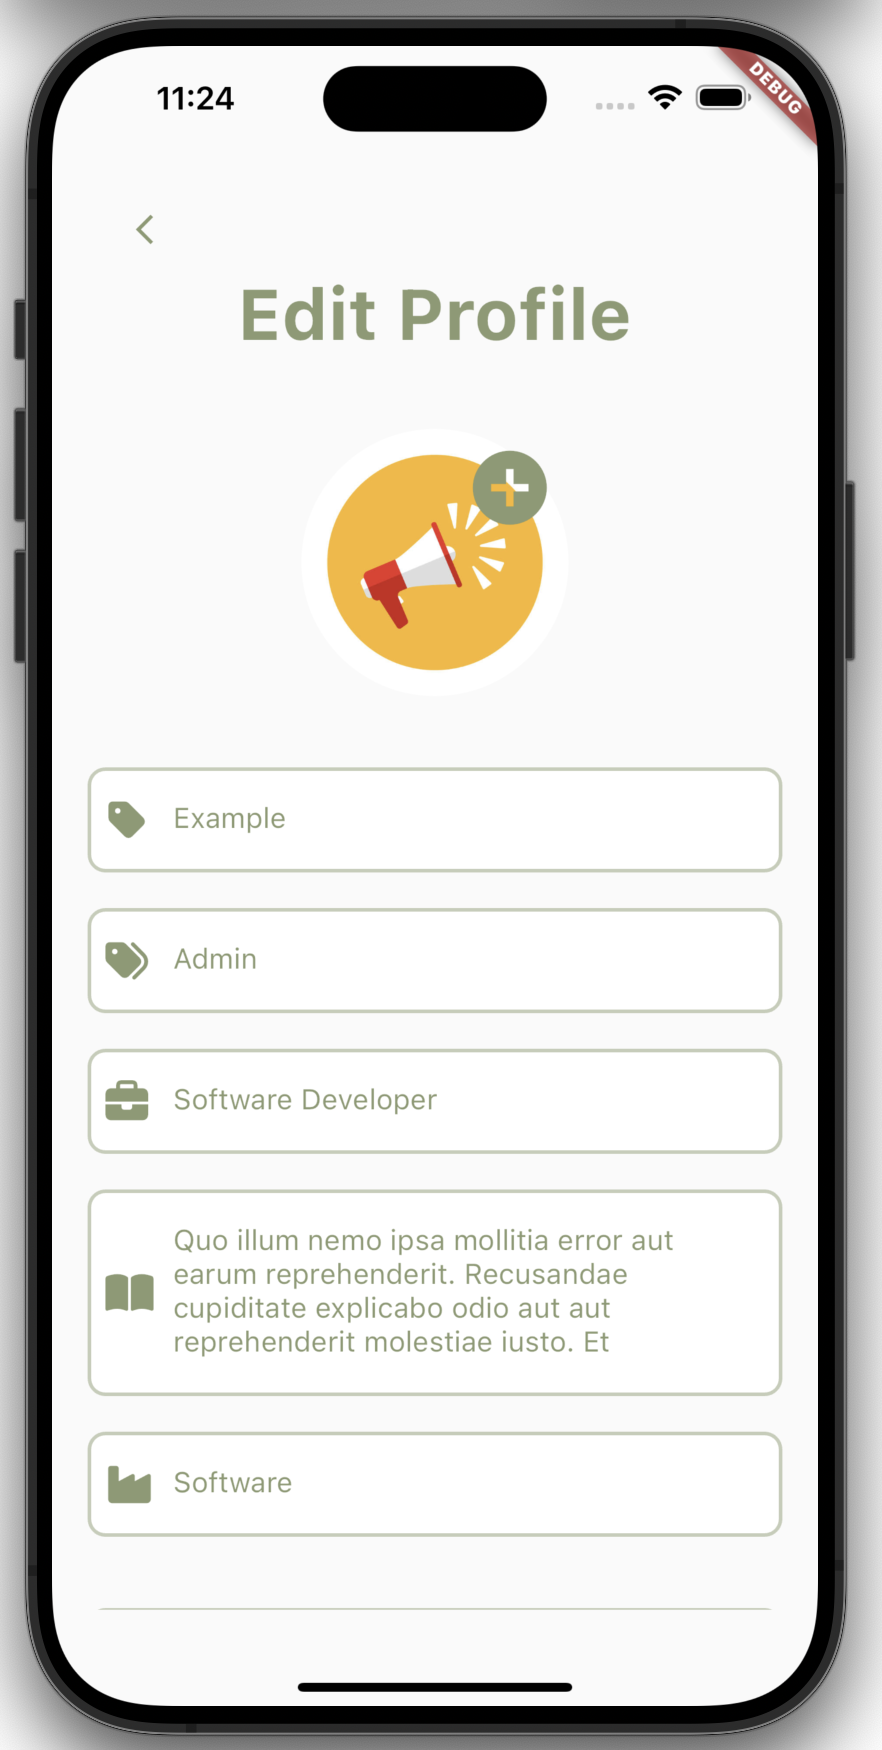 11:24
DEBUG
Edit Profile
Example
Admin
Software Developer
Quo illum nemo ipsa mollitia error aut
earum reprehenderit. Recusandae
cupiditate explicabo odio aut aut
reprehenderit molestiae iusto. Et
Software